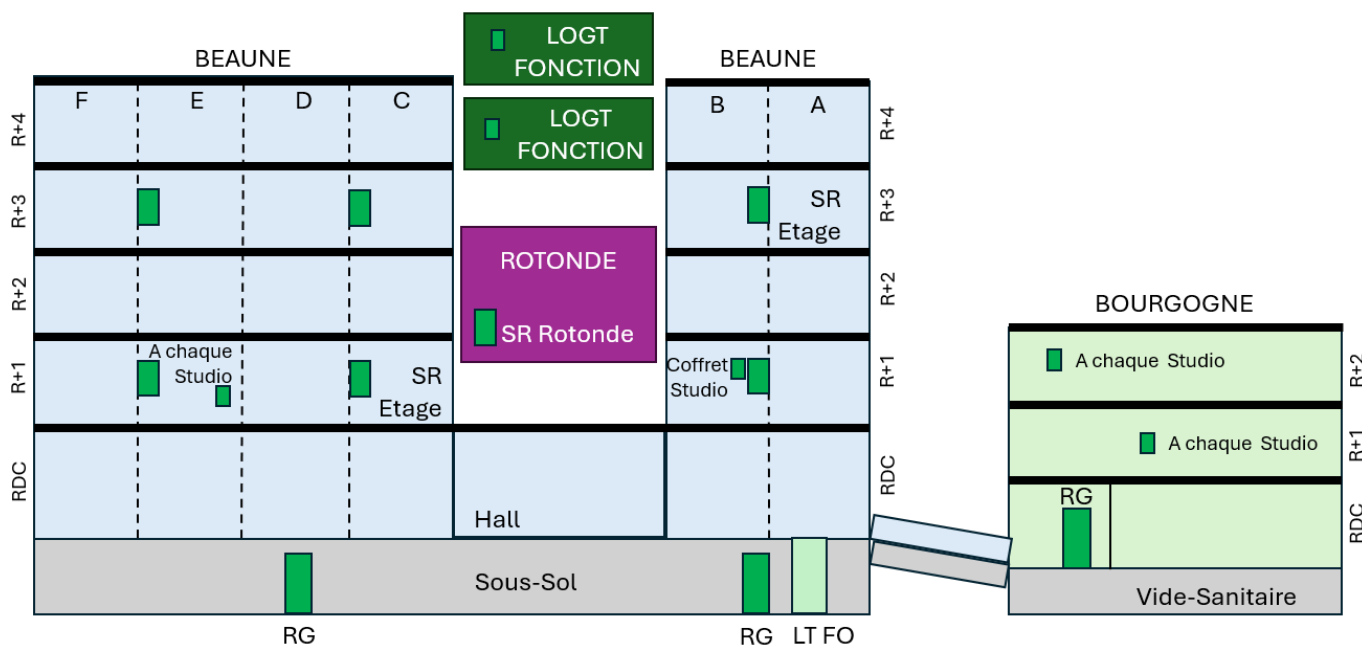 BEAUNE
F
E
D
C
R+4
R+3
R+2
R+1
RDC
A chaque
Studio
SR
Etage
LOGT
FONCTION
LOGT
FONCTION
ROTONDE
SR Rotonde
Hall
Sous-Sol
RG
BEAUNE
B
A
SR
Etage
Coffret
Studio
R+4
R+3
R+2
R+1
RDC
RG
LT FO
BOURGOGNE
A chaque Studio
A chaque Studio
RG
R+2
R+1
RDC
Vide-Sanitaire